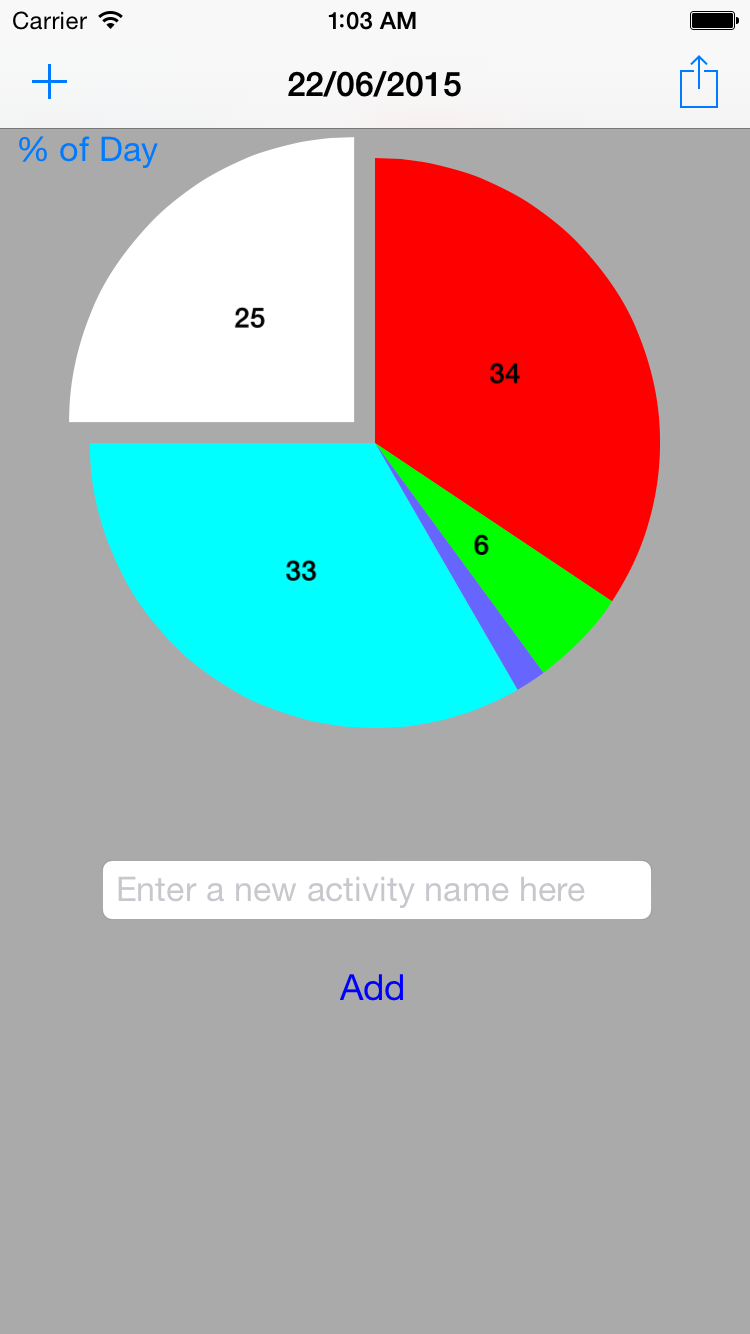 Carrier 1:03 AM
22/06/2015
% of Day
25
34
6
33
Enter a new activity name here
Add